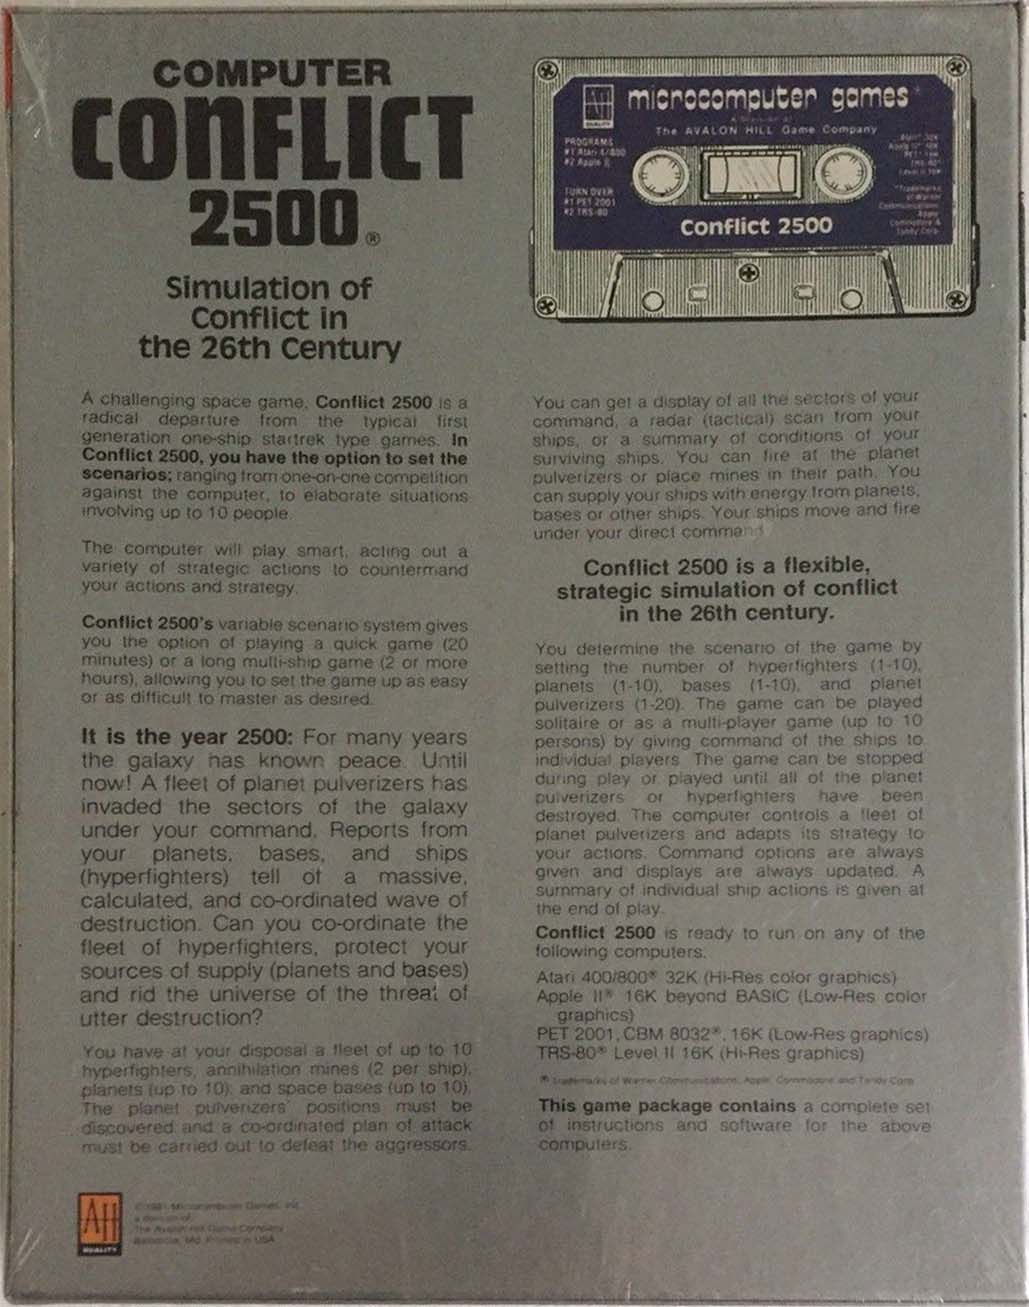 COMPUTER
CONFLICT
2500®
Simulation of
Conflict in
the 26th Century
A challenging space game, Conflict 2500 is a
radical departure from the typical first
generation one-ship startrek type games. In
Conflict 2500, you have the option to set the
scenarios; ranging from one-on-one competition
against the computer, to elaborate situations
involving up to 10 people.
The computer will play smart, acting out a
variety of strategic actions to countermand
your actions and strategy.
Conflict 2500's variable scenario system gives
you the option of playing a quick game (20
minutes) or a long multi-ship game (2 or more
hours), allowing you to set the game up as easy
or as difficult to master as desired.
It is the year 2500: For many years
the galaxy has known peace. Until
now! A fleet of planet pulverizers has
invaded the sectors of the galaxy
under your command. Reports from
your planets, bases, and ships
(hyperfighters) tell of a massive,
calculated, and co-ordinated wave of
destruction. Can you co-ordinate the
fleet of hyperfighters, protect your
sources of supply (planets and bases)
and rid the universe of the threat of
utter destruction?
You have at your disposal a fleet of up to 10
hyperfighters, annihilation mines (2 per ship),
planets (up to 10); and space bases (up to 10).
The planet pulverizers' positions must be
discovered and a co-ordinated plan of attack
must be carried out to defeat the aggressors.
AH
QUALITY
©1981 Microcomputer Games, Inc.
a division of
The Avalon Hill Game Company
Baltimore, Md. Printed in USA
AH
QUALITY
microcomputer games®
A Division of
The AVALON HILL Game Company
PROGRAMS
#1 Atari 4/800
#2 Apple II
TURN OVER
#1 PET 2001
#2 TRS-80
Atari® 32K
Apple II® 16K
PET® 16K
TRS-80®
Level II 16K
®Trademarks
of Warner
Communications
Apple
Commodore &
Tandy Corp.
Conflict 2500
You can get a display of all the sectors of your
command, a radar (tactical) scan from your
ships, or a summary of conditions of your
surviving ships. You can fire at the planet
pulverizers or place mines in their path. You
can supply your ships with energy from planets,
bases or other ships. Your ships move and fire
under your direct command.
Conflict 2500 is a flexible,
strategic simulation of conflict
in the 26th century.
You determine the scenario of the game by
setting the number of hyperfighters (1-10),
planets (1-10), bases (1-10), and planet
pulverizers (1-20). The game can be played
solitaire or as a multi-player game (up to 10
persons) by giving command of the ships to
individual players. The game can be stopped
during play or played until all of the planet
pulverizers or hyperfighters have been
destroyed. The computer controls a fleet of
planet pulverizers and adapts its strategy to
your actions. Command options are always
given and displays are always updated. A
summary of individual ship actions is given at
the end of play.
Conflict 2500 is ready to run on any of the
following computers.
Atari 400/800® 32K (Hi-Res color graphics)
Apple II® 16K beyond BASIC (Low-Res color
graphics)
PET 2001, CBM 8032®, 16K (Low-Res graphics)
TRS-80® Level II 16K (Hi-Res graphics)
® trademarks of Warner Communications, Apple, Commodore and Tandy Corp.
This game package contains a complete set
of instructions and software for the above
computers.